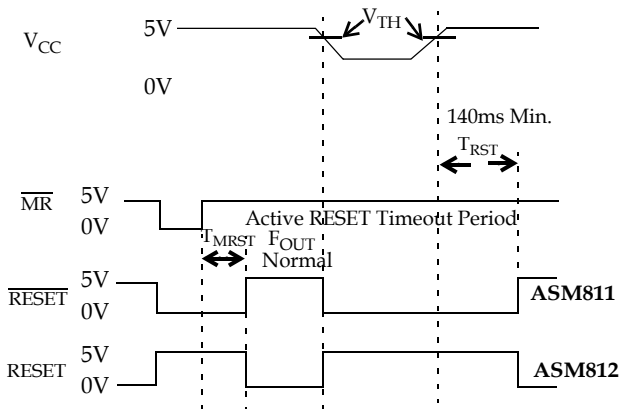 V_CC 5V V_TH
0V
140ms Min.
T_RST
MR 5V
0V Active RESET Timeout Period
T_MRST F_OUT
Normal
RESET 5V
0V ASM811
RESET 5V
0V ASM812